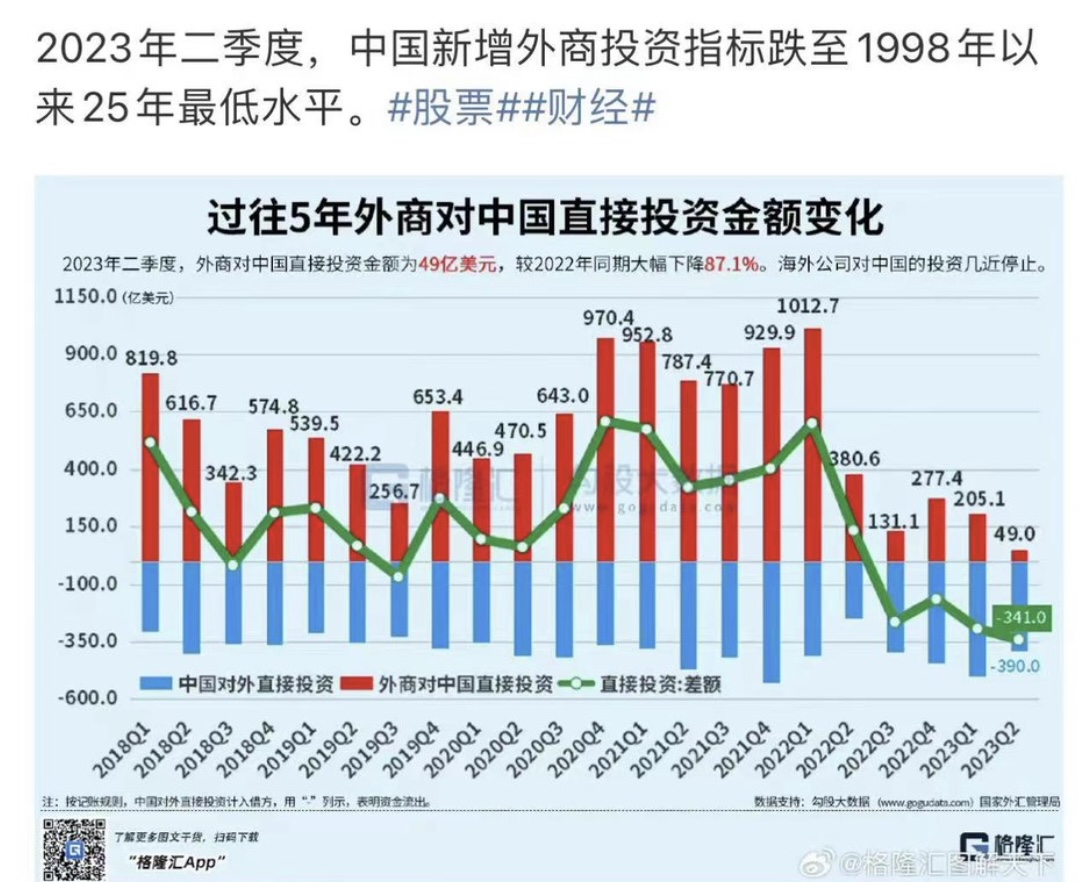 2023年二季度，中国新增外商投资指标跌至1998年以
来25年最低水平。#股票##财经#
过往5年外商对中国直接投资金额变化
2023年二季度，外商对中国直接投资金额为49亿美元，较2022年同期大幅下降87.1%。海外公司对中国的投资几近停止。
1150.0 (亿美元)
900.0
650.0
400.0
150.0
-100.0
-350.0
-600.0
819.8
616.7
342.3
574.8
539.5
422.2
256.7
653.4
446.9
470.5
643.0
970.4
952.8
787.4
770.7
929.9
1012.7
380.6
131.1
277.4
205.1
49.0
-341.0
-390.0
格隆汇 | 勾股大数据
www.gogudata.com
中国对外直接投资 外商对中国直接投资 直接投资:差额
2018Q1 2018Q2 2018Q3 2018Q4 2019Q1 2019Q2 2019Q3 2019Q4 2020Q1 2020Q2 2020Q3 2020Q4 2021Q1 2021Q2 2021Q3 2021Q4 2022Q1 2022Q2 2022Q3 2022Q4 2023Q1 2023Q2
注：按记账规则，中国对外直接投资计入借方，用“-”列示，表明资金流出。
数据支持：勾股大数据（www.gogudata.com）国家外汇管理局
了解更多图文干货，扫码下载
“格隆汇App”
格隆汇
@格隆汇图解天下